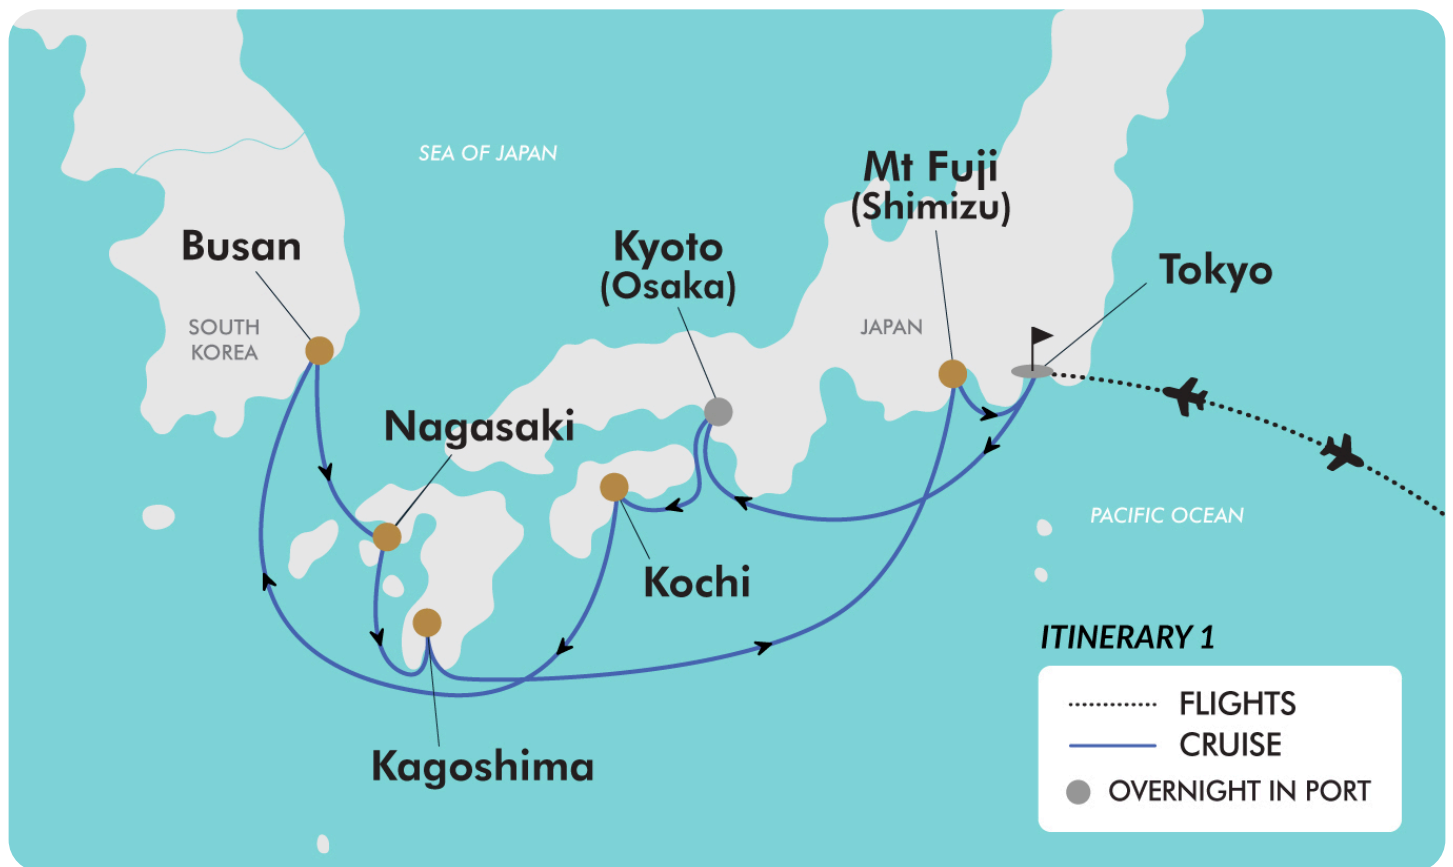 SEA OF JAPAN
Mt Fuji
(Shimizu)
Busan
Kyoto
(Osaka)
Tokyo
SOUTH
KOREA
JAPAN
Nagasaki
PACIFIC OCEAN
Kochi
Kagoshima
ITINERARY 1
FLIGHTS
CRUISE
OVERNIGHT IN PORT